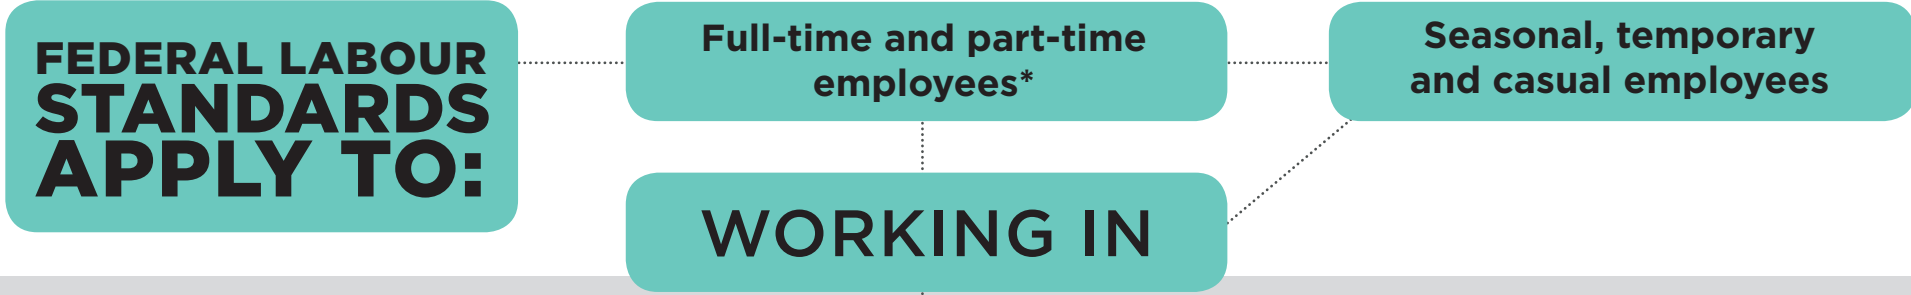 FEDERAL LABOUR
STANDARDS
APPLY TO:
Full-time and part-time
employees*
Seasonal, temporary
and casual employees
WORKING IN